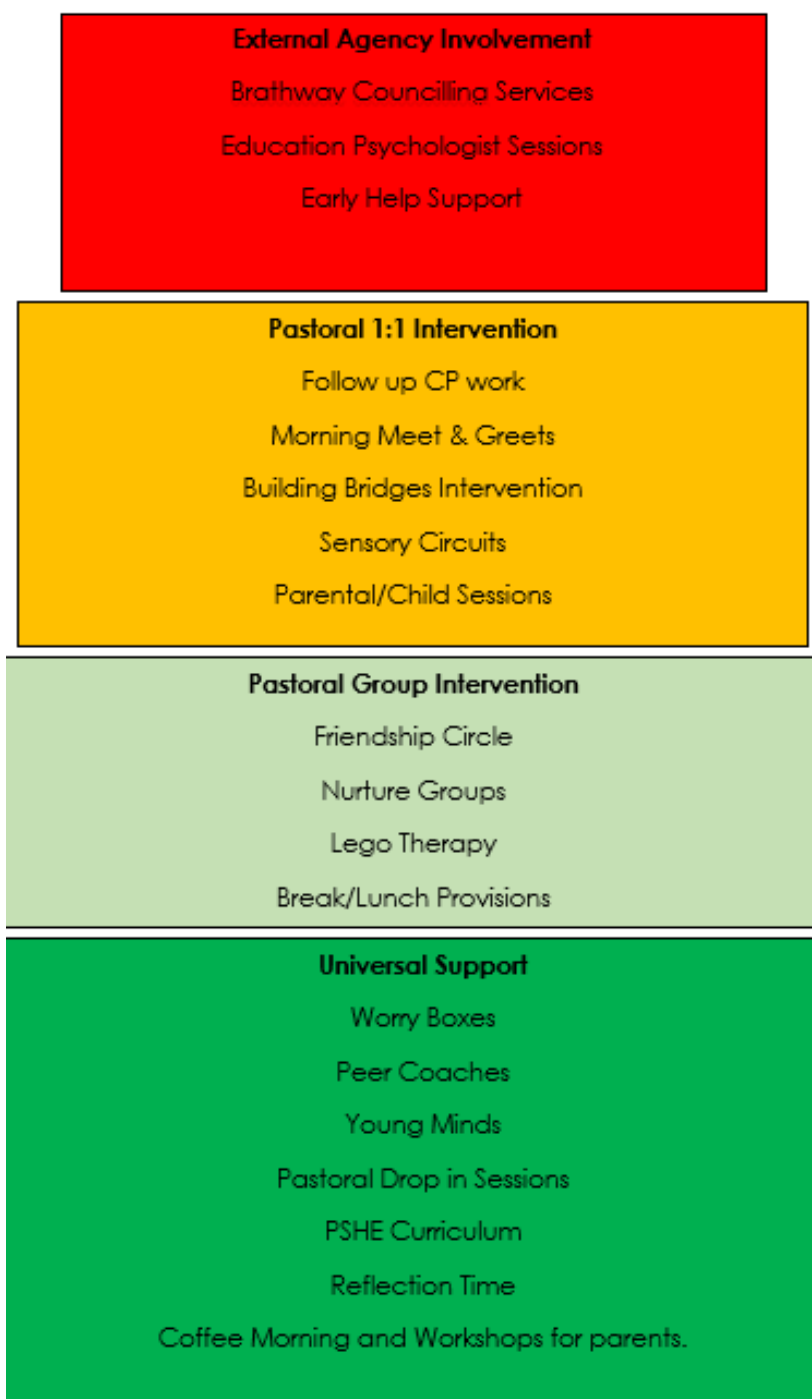 External Agency Involvement
Brathway Councilling Services
Education Psychologist Sessions
Early Help Support
Pastoral 1:1 Intervention
Follow up CP work
Morning Meet & Greets
Building Bridges Intervention
Sensory Circuits
Parental/Child Sessions
Pastoral Group Intervention
Friendship Circle
Nurture Groups
Lego Therapy
Break/Lunch Provisions
Universal Support
Worry Boxes
Peer Coaches
Young Minds
Pastoral Drop in Sessions
PSHE Curriculum
Reflection Time
Coffee Morning and Workshops for parents.